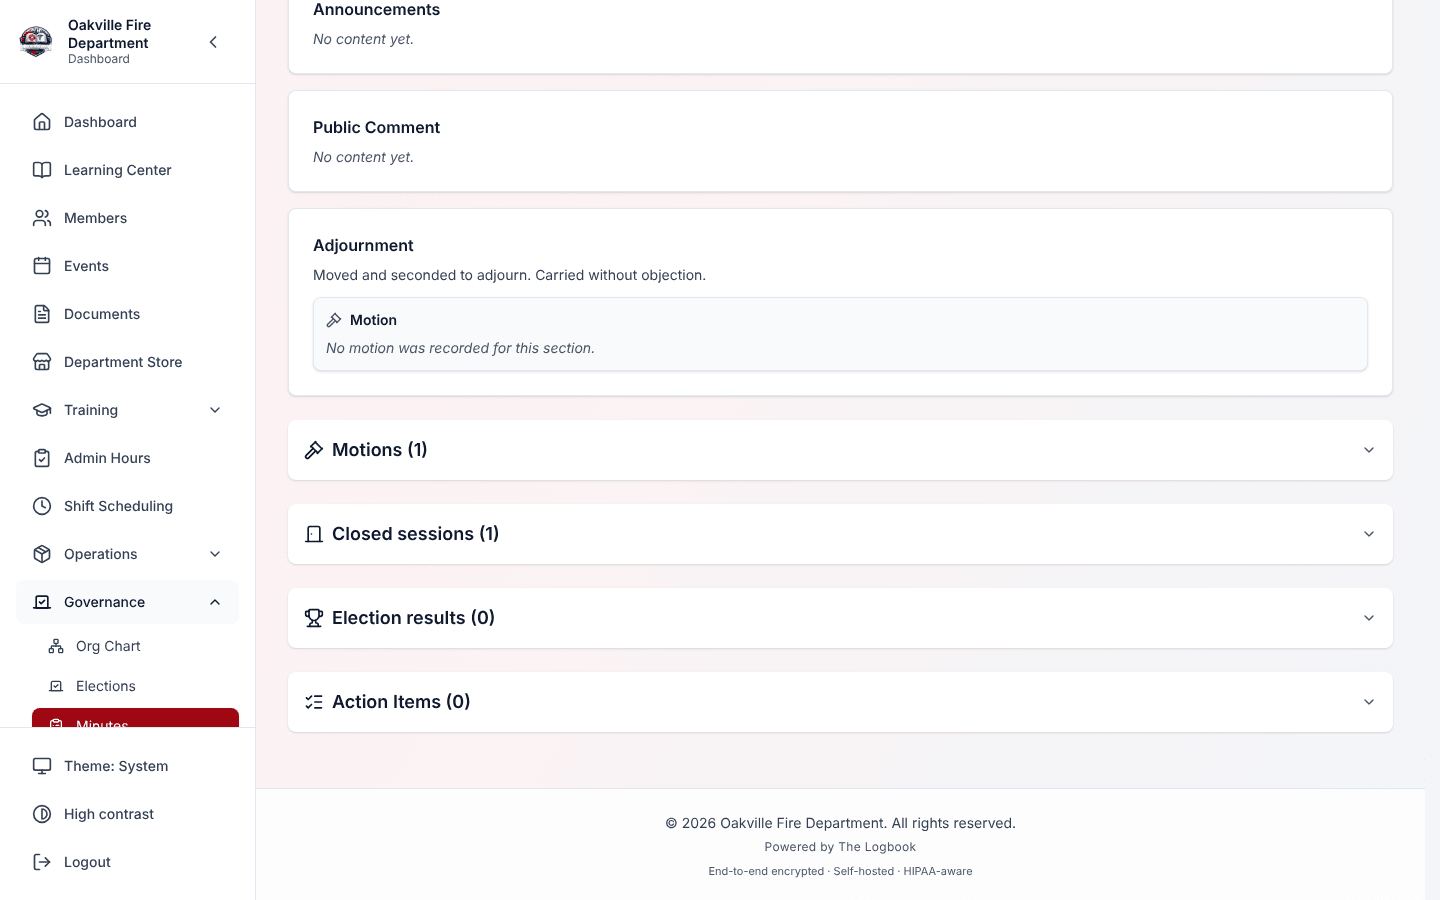 Oakville Fire
Department
Dashboard
Dashboard
Learning Center
Members
Events
Documents
Department Store
Training
Admin Hours
Shift Scheduling
Operations
Governance
Org Chart
Elections
Minutes
Theme: System
High contrast
Logout
Announcements
No content yet.
Public Comment
No content yet.
Adjournment
Moved and seconded to adjourn. Carried without objection.
Motion
No motion was recorded for this section.
Motions (1)
Closed sessions (1)
Election results (0)
Action Items (0)
© 2026 Oakville Fire Department. All rights reserved.
Powered by The Logbook
End-to-end encrypted · Self-hosted · HIPAA-aware